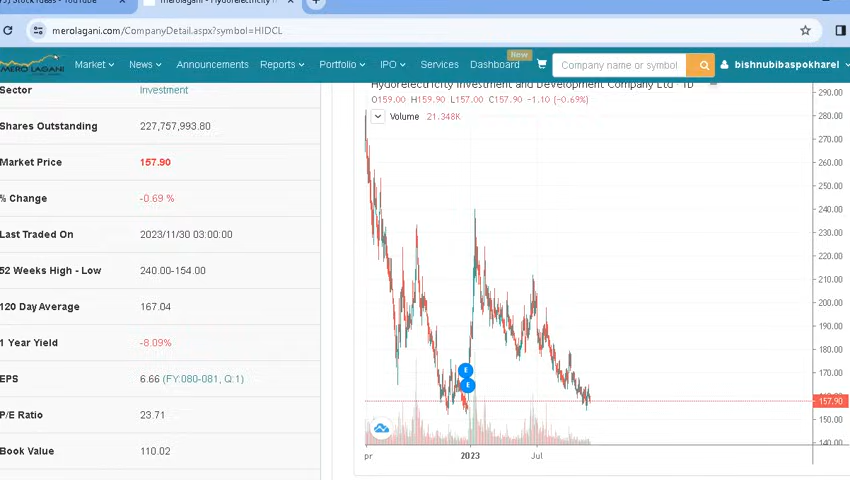 merolagani - Hydorelectricity I
merolagani.com/CompanyDetail.aspx?symbol=HIDCL
MERO LAGANI
Market
News
Announcements
Reports
Portfolio
IPO
Services
New
Dashboard
Company name or symbol
bishnubibaspokharel
Sector Investment
Shares Outstanding 227,757,993.80
Market Price 157.90
% Change -0.69 %
Last Traded On 2023/11/30 03:00:00
52 Weeks High - Low 240.00-154.00
120 Day Average 167.04
1 Year Yield -8.09%
EPS 6.66 (FY:080-081, Q:1)
P/E Ratio 23.71
Book Value 110.02
Hydorelectricity Investment and Development Company Ltd · 1D
O159.00 H159.90 L157.00 C157.90 -1.10 (-0.69%)
Volume 21.348K
290.00
280.00
270.00
260.00
250.00
240.00
230.00
220.00
210.00
200.00
190.00
180.00
170.00
157.90
140.00
E
E
pr 2023 Jul